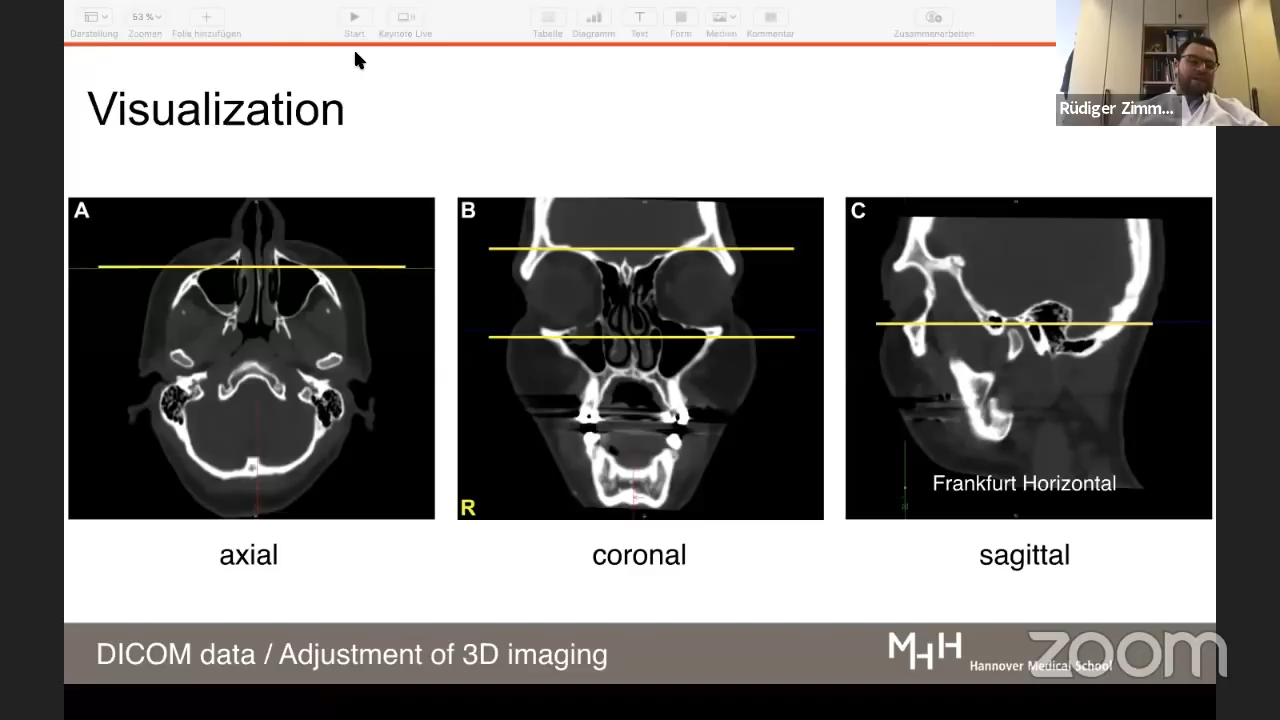 53 %
Darstellung Zoomen Folie hinzufügen Start Keynote Live Tabelle Diagramm Text Form Medien Kommentar Zusammenarbeiten
Rüdiger Zimm...
Visualization
A B C
R
Frankfurt Horizontal
axial coronal sagittal
DICOM data / Adjustment of 3D imaging
MHH
Hannover Medical School
zoom